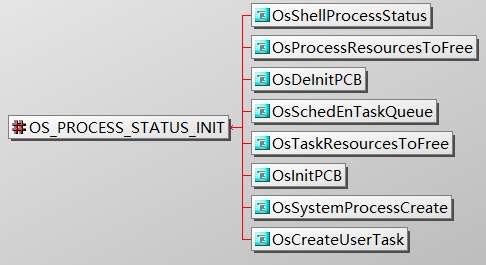 OsShellProcessStatus
OsProcessResourcesToFree
OsDeInitPCB
OsSchedEnTaskQueue
OS_PROCESS_STATUS_INIT
OsTaskResourcesToFree
OsInitPCB
OsSystemProcessCreate
OsCreateUserTask